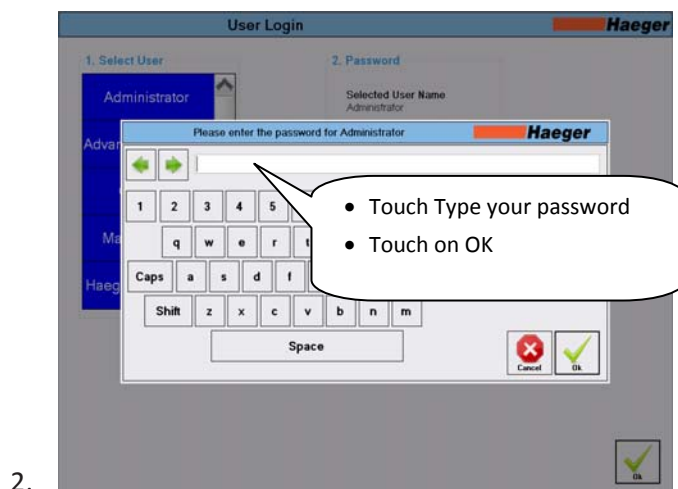 User Login Haeger
1. Select User 2. Password
Administrator Selected User Name
Administrator
Please enter the password for Administrator Haeger
1 2 3 4 5
• Touch Type your password
q w e r t
• Touch on OK
Caps a s d f
Shift z x c v b n m
Space
Cancel Ok
Ok
2.